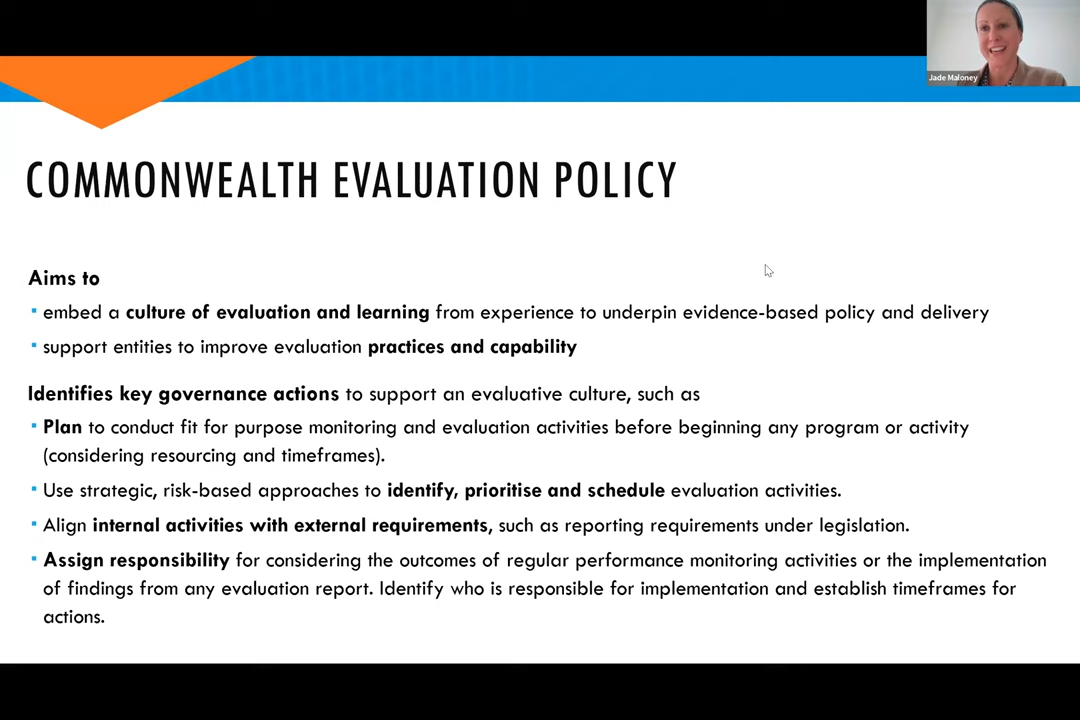 Jade Maloney
COMMONWEALTH EVALUATION POLICY
Aims to
▪ embed a culture of evaluation and learning from experience to underpin evidence-based policy and delivery
▪ support entities to improve evaluation practices and capability
Identifies key governance actions to support an evaluative culture, such as
▪ Plan to conduct fit for purpose monitoring and evaluation activities before beginning any program or activity
(considering resourcing and timeframes).
▪ Use strategic, risk-based approaches to identify, prioritise and schedule evaluation activities.
▪ Align internal activities with external requirements, such as reporting requirements under legislation.
▪ Assign responsibility for considering the outcomes of regular performance monitoring activities or the implementation
of findings from any evaluation report. Identify who is responsible for implementation and establish timeframes for
actions.